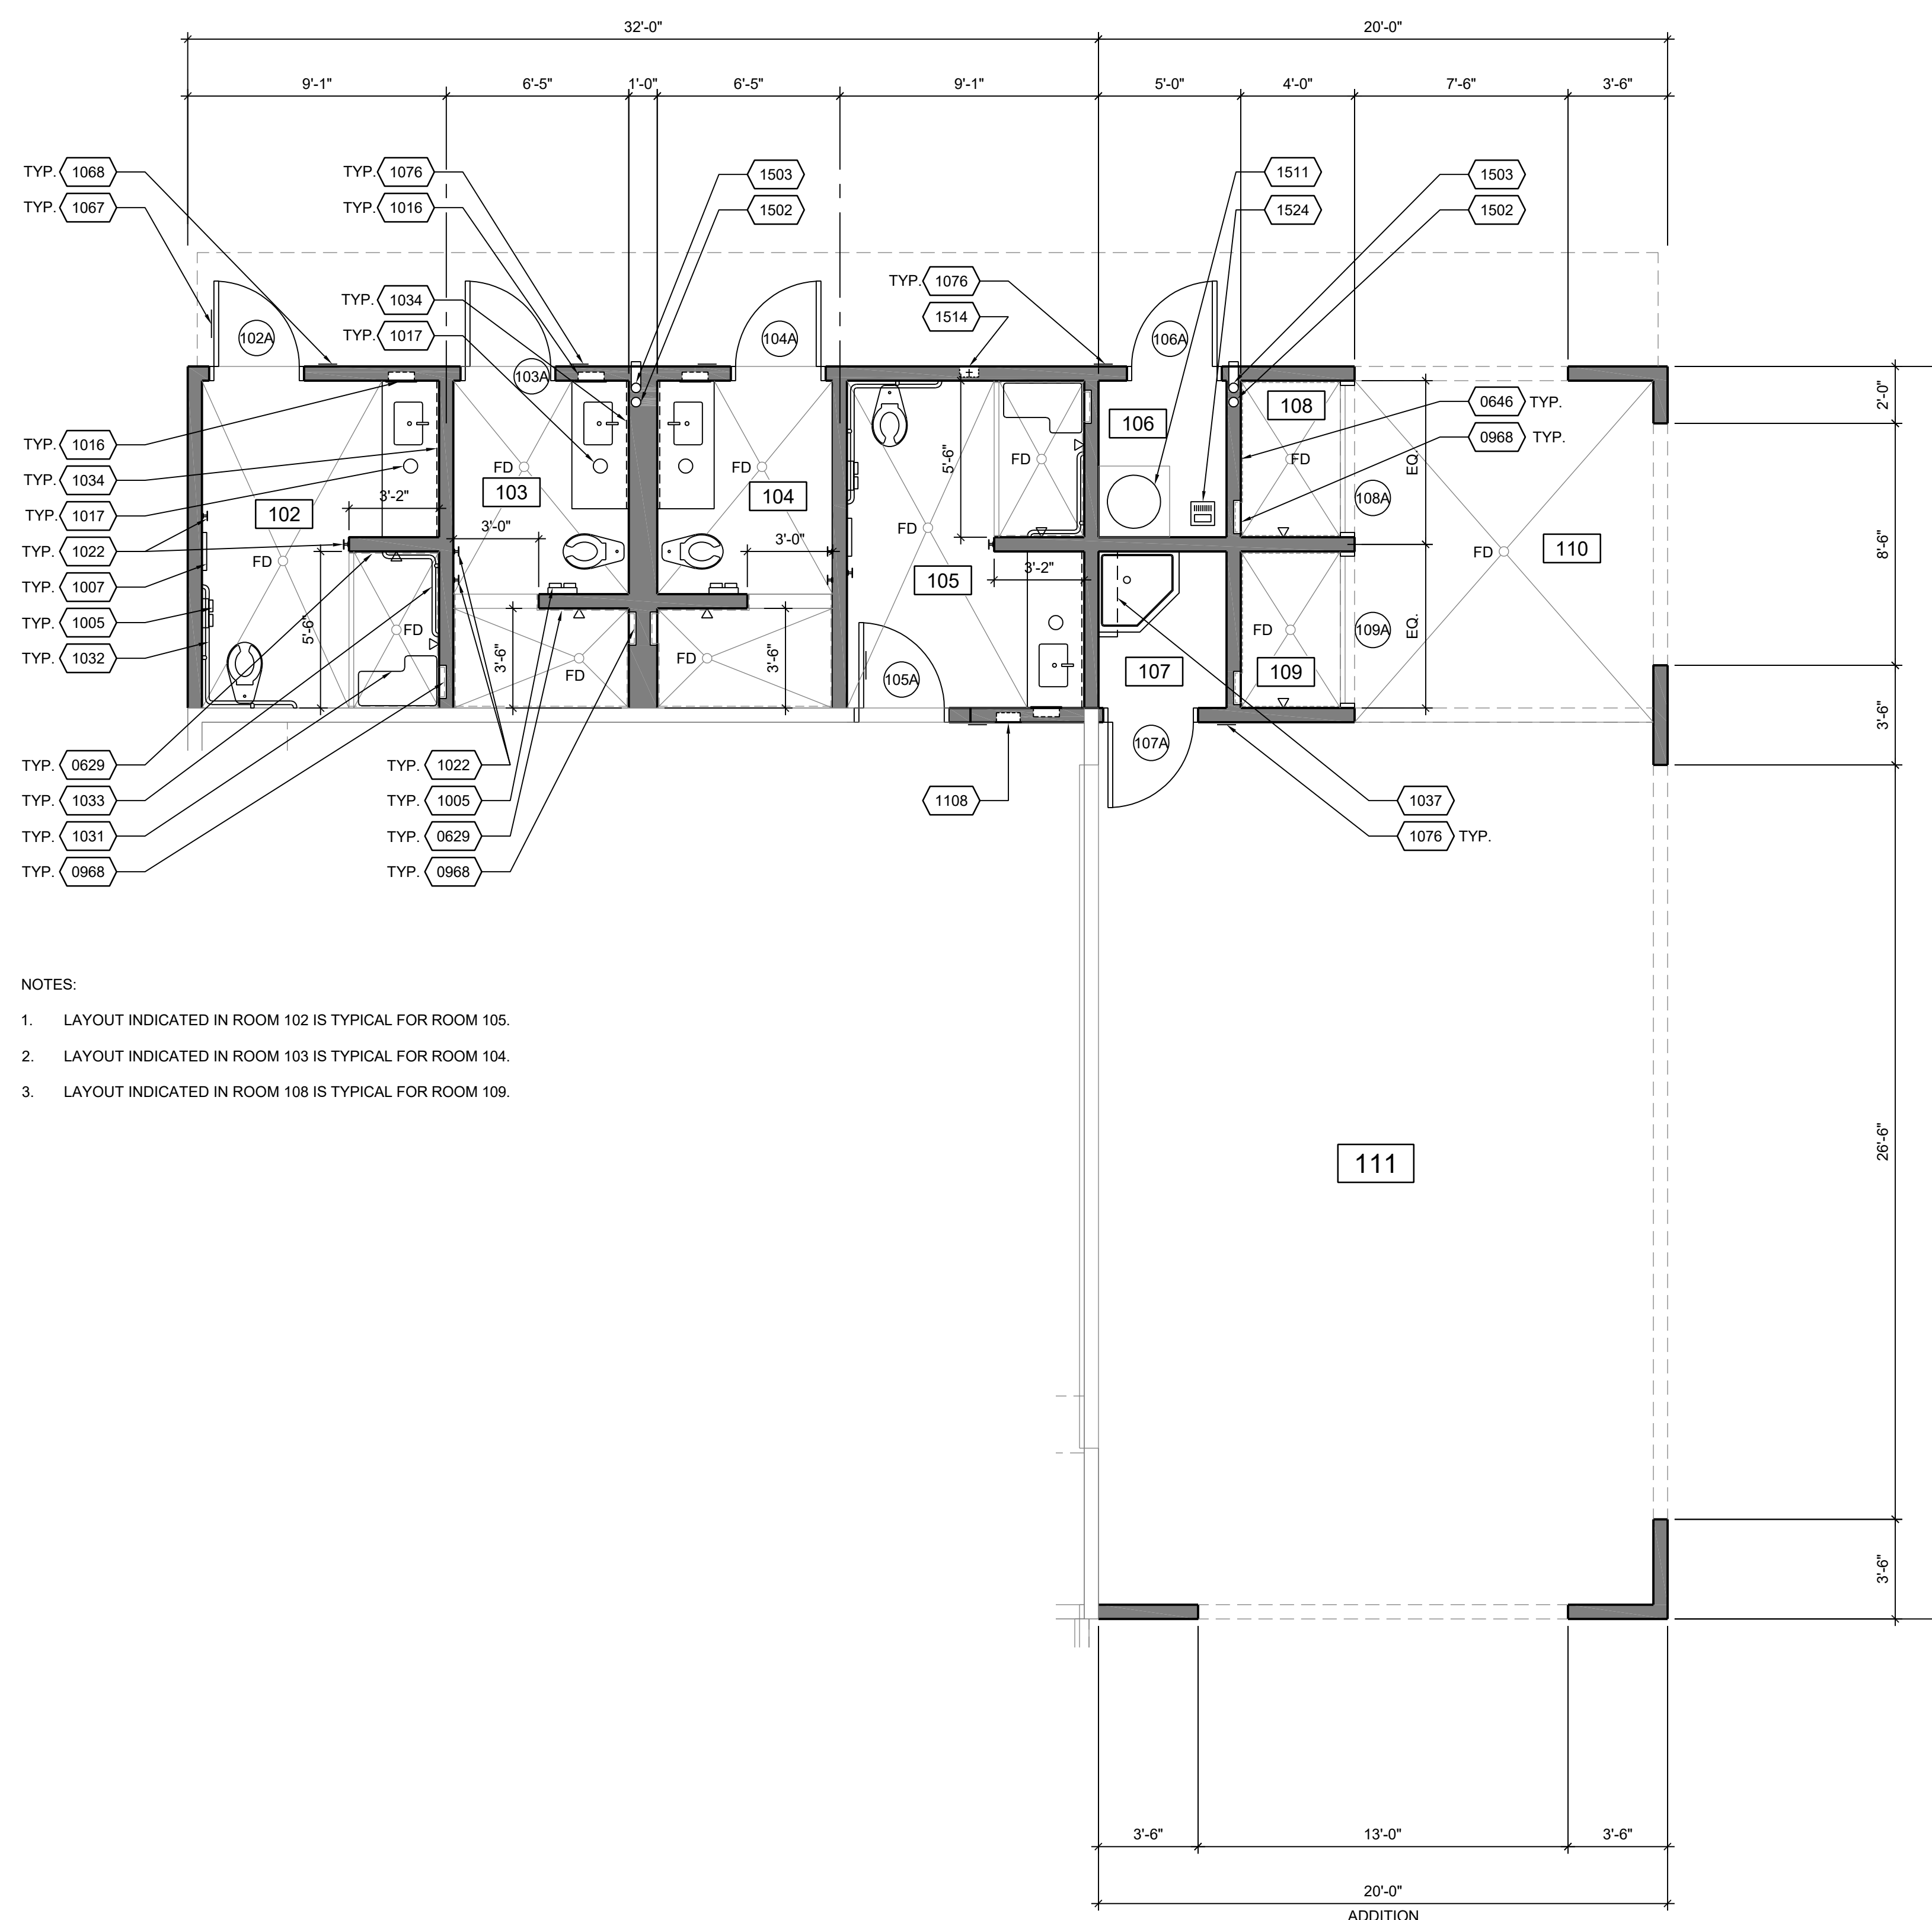 32'-0" 20'-0"
9'-1" 6'-5" 1'-0" 6'-5" 9'-1" 5'-0" 4'-0" 7'-6" 3'-6"
TYP. 1068
TYP. 1067
TYP. 1076
TYP. 1016
1503
1502
1511
1524
1503
1502
TYP. 1034
TYP. 1017
TYP. 1076
1514
102A
103A
104A
106A
0646 TYP.
0968 TYP.
2'-0"
TYP. 1016
TYP. 1034
TYP. 1017
TYP. 1022
TYP. 1007
TYP. 1005
TYP. 1032
102
FD
3'-2"
5'-6"
FD
103
FD
3'-0"
3'-6"
FD
104
FD
3'-0"
3'-6"
FD
105
FD
5'-6"
FD
3'-2"
105A
106
108
FD
EQ.
108A
107
107A
109
FD
EQ.
109A
110
FD
8'-6"
3'-6"
TYP. 0629
TYP. 1033
TYP. 1031
TYP. 0968
TYP. 1022
TYP. 1005
TYP. 0629
TYP. 0968
1108
1037
1076 TYP.
NOTES:
1. LAYOUT INDICATED IN ROOM 102 IS TYPICAL FOR ROOM 105.
2. LAYOUT INDICATED IN ROOM 103 IS TYPICAL FOR ROOM 104.
3. LAYOUT INDICATED IN ROOM 108 IS TYPICAL FOR ROOM 109.
111
26'-6"
3'-6"
3'-6" 13'-0" 3'-6"
20'-0"
ADDITION